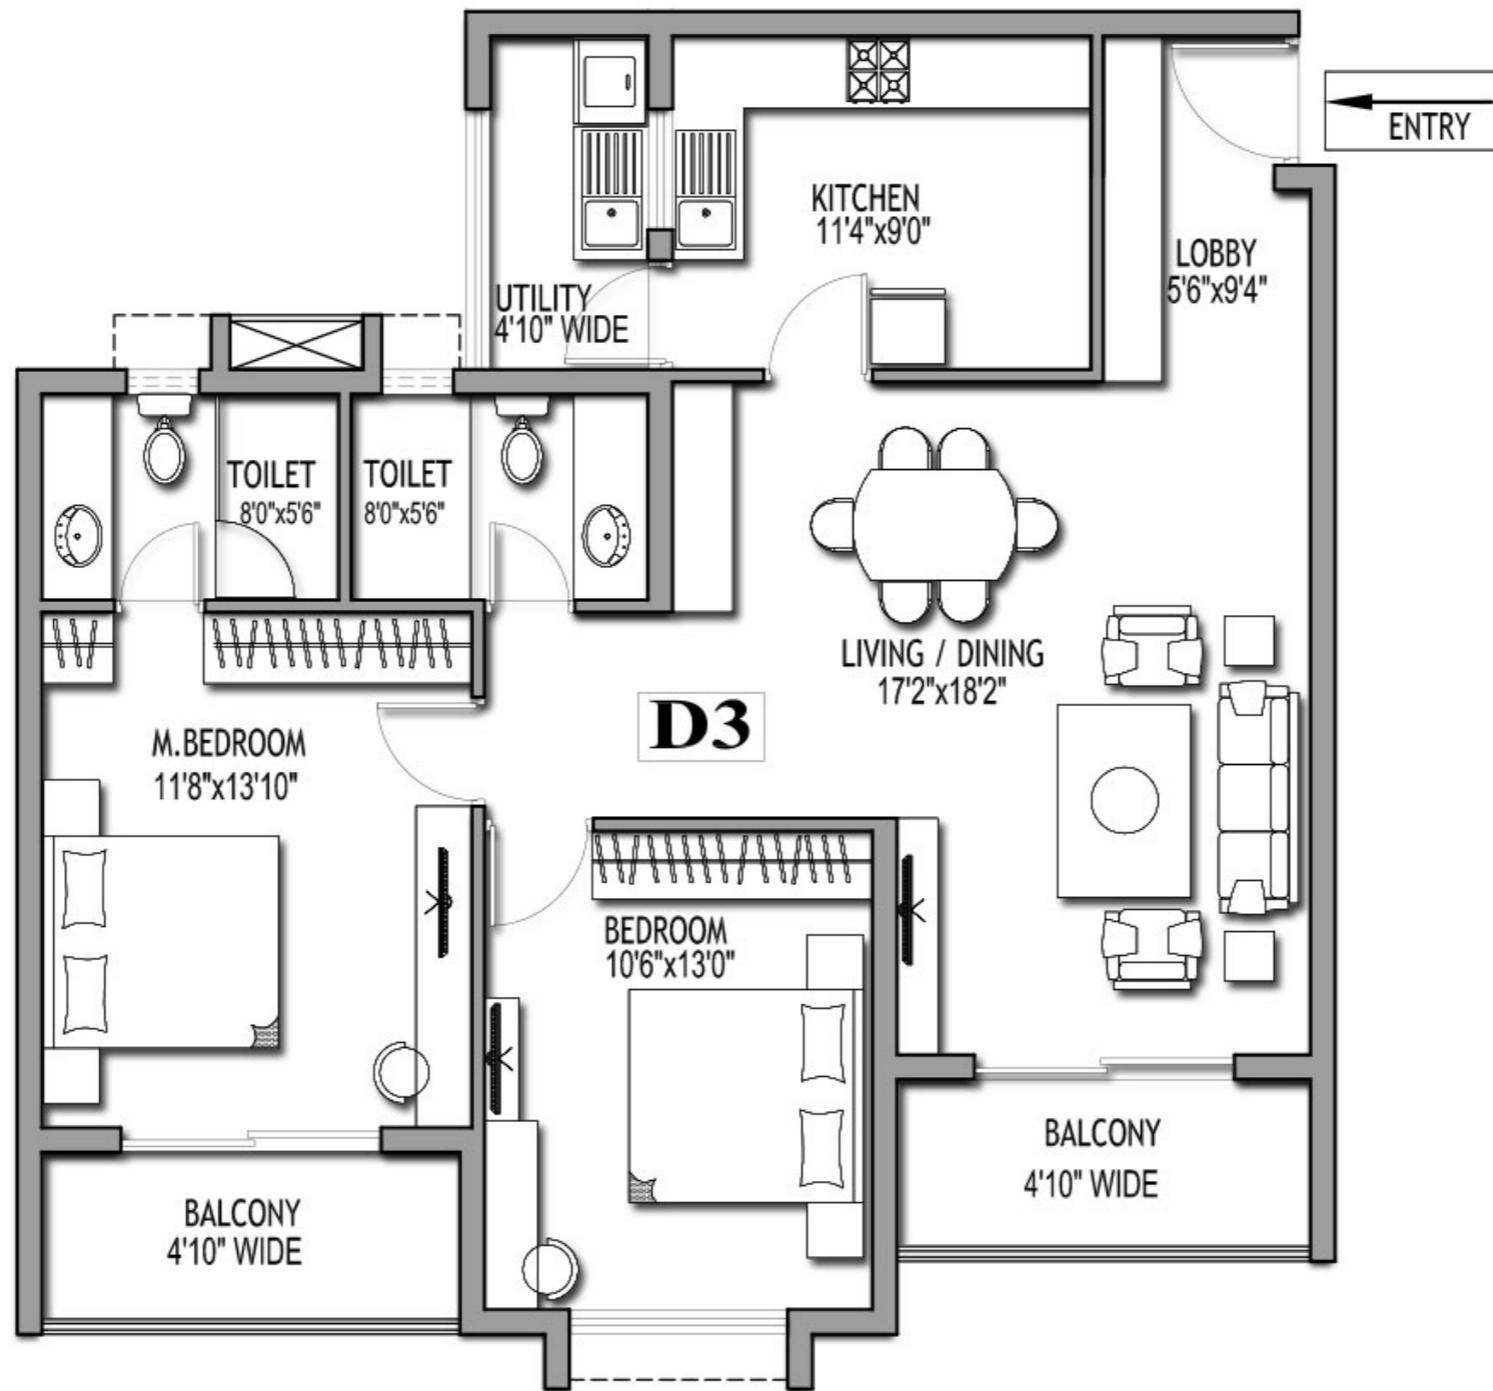 ENTRY
KITCHEN
11'4"x9'0"
LOBBY
5'6"x9'4"
UTILITY
4'10" WIDE
TOILET
8'0"x5'6"
TOILET
8'0"x5'6"
LIVING / DINING
17'2"x18'2"
D3
M.BEDROOM
11'8"x13'10"
BEDROOM
10'6"x13'0"
BALCONY
4'10" WIDE
BALCONY
4'10" WIDE